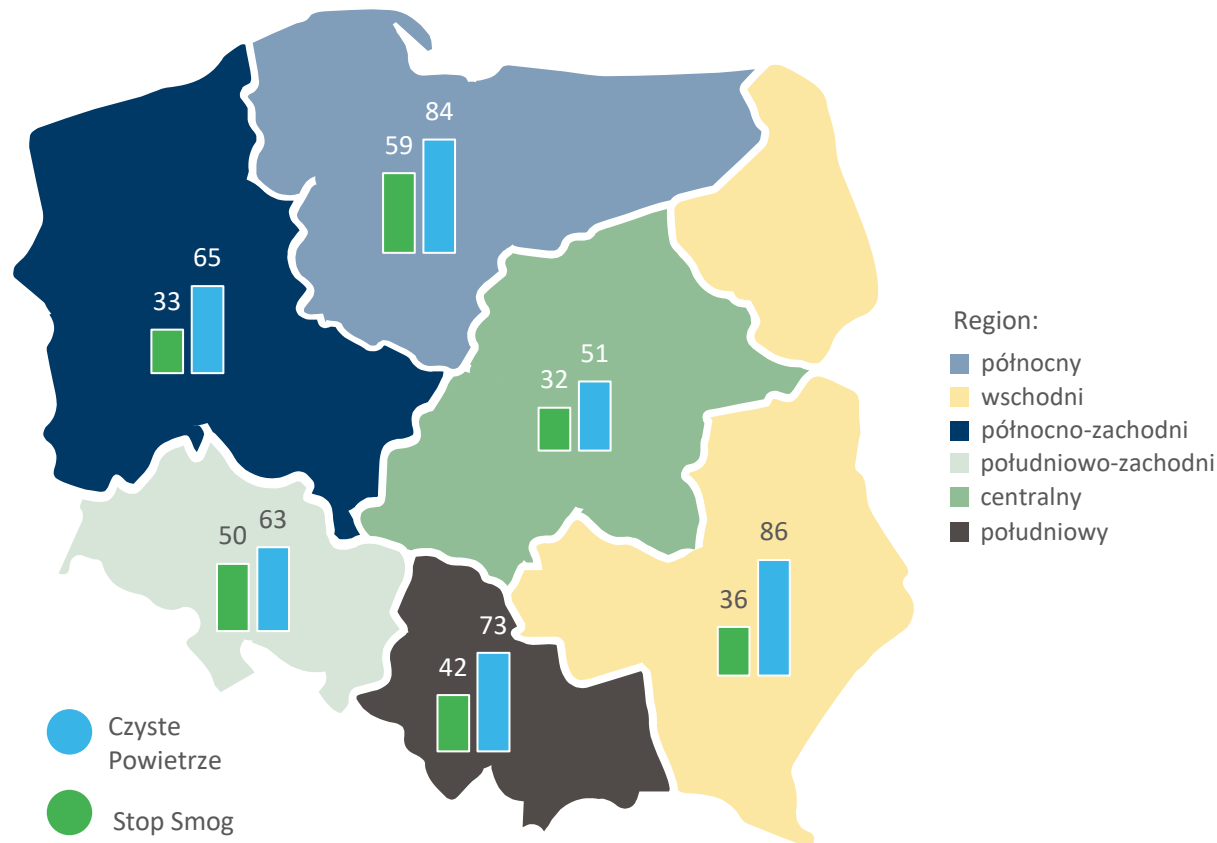 84
59
65
33
51
32
Region:
północny
wschodni
północno-zachodni
południowo-zachodni
centralny
południowy
63
50
86
36
73
42
Czyste
Powietrze
Stop Smog